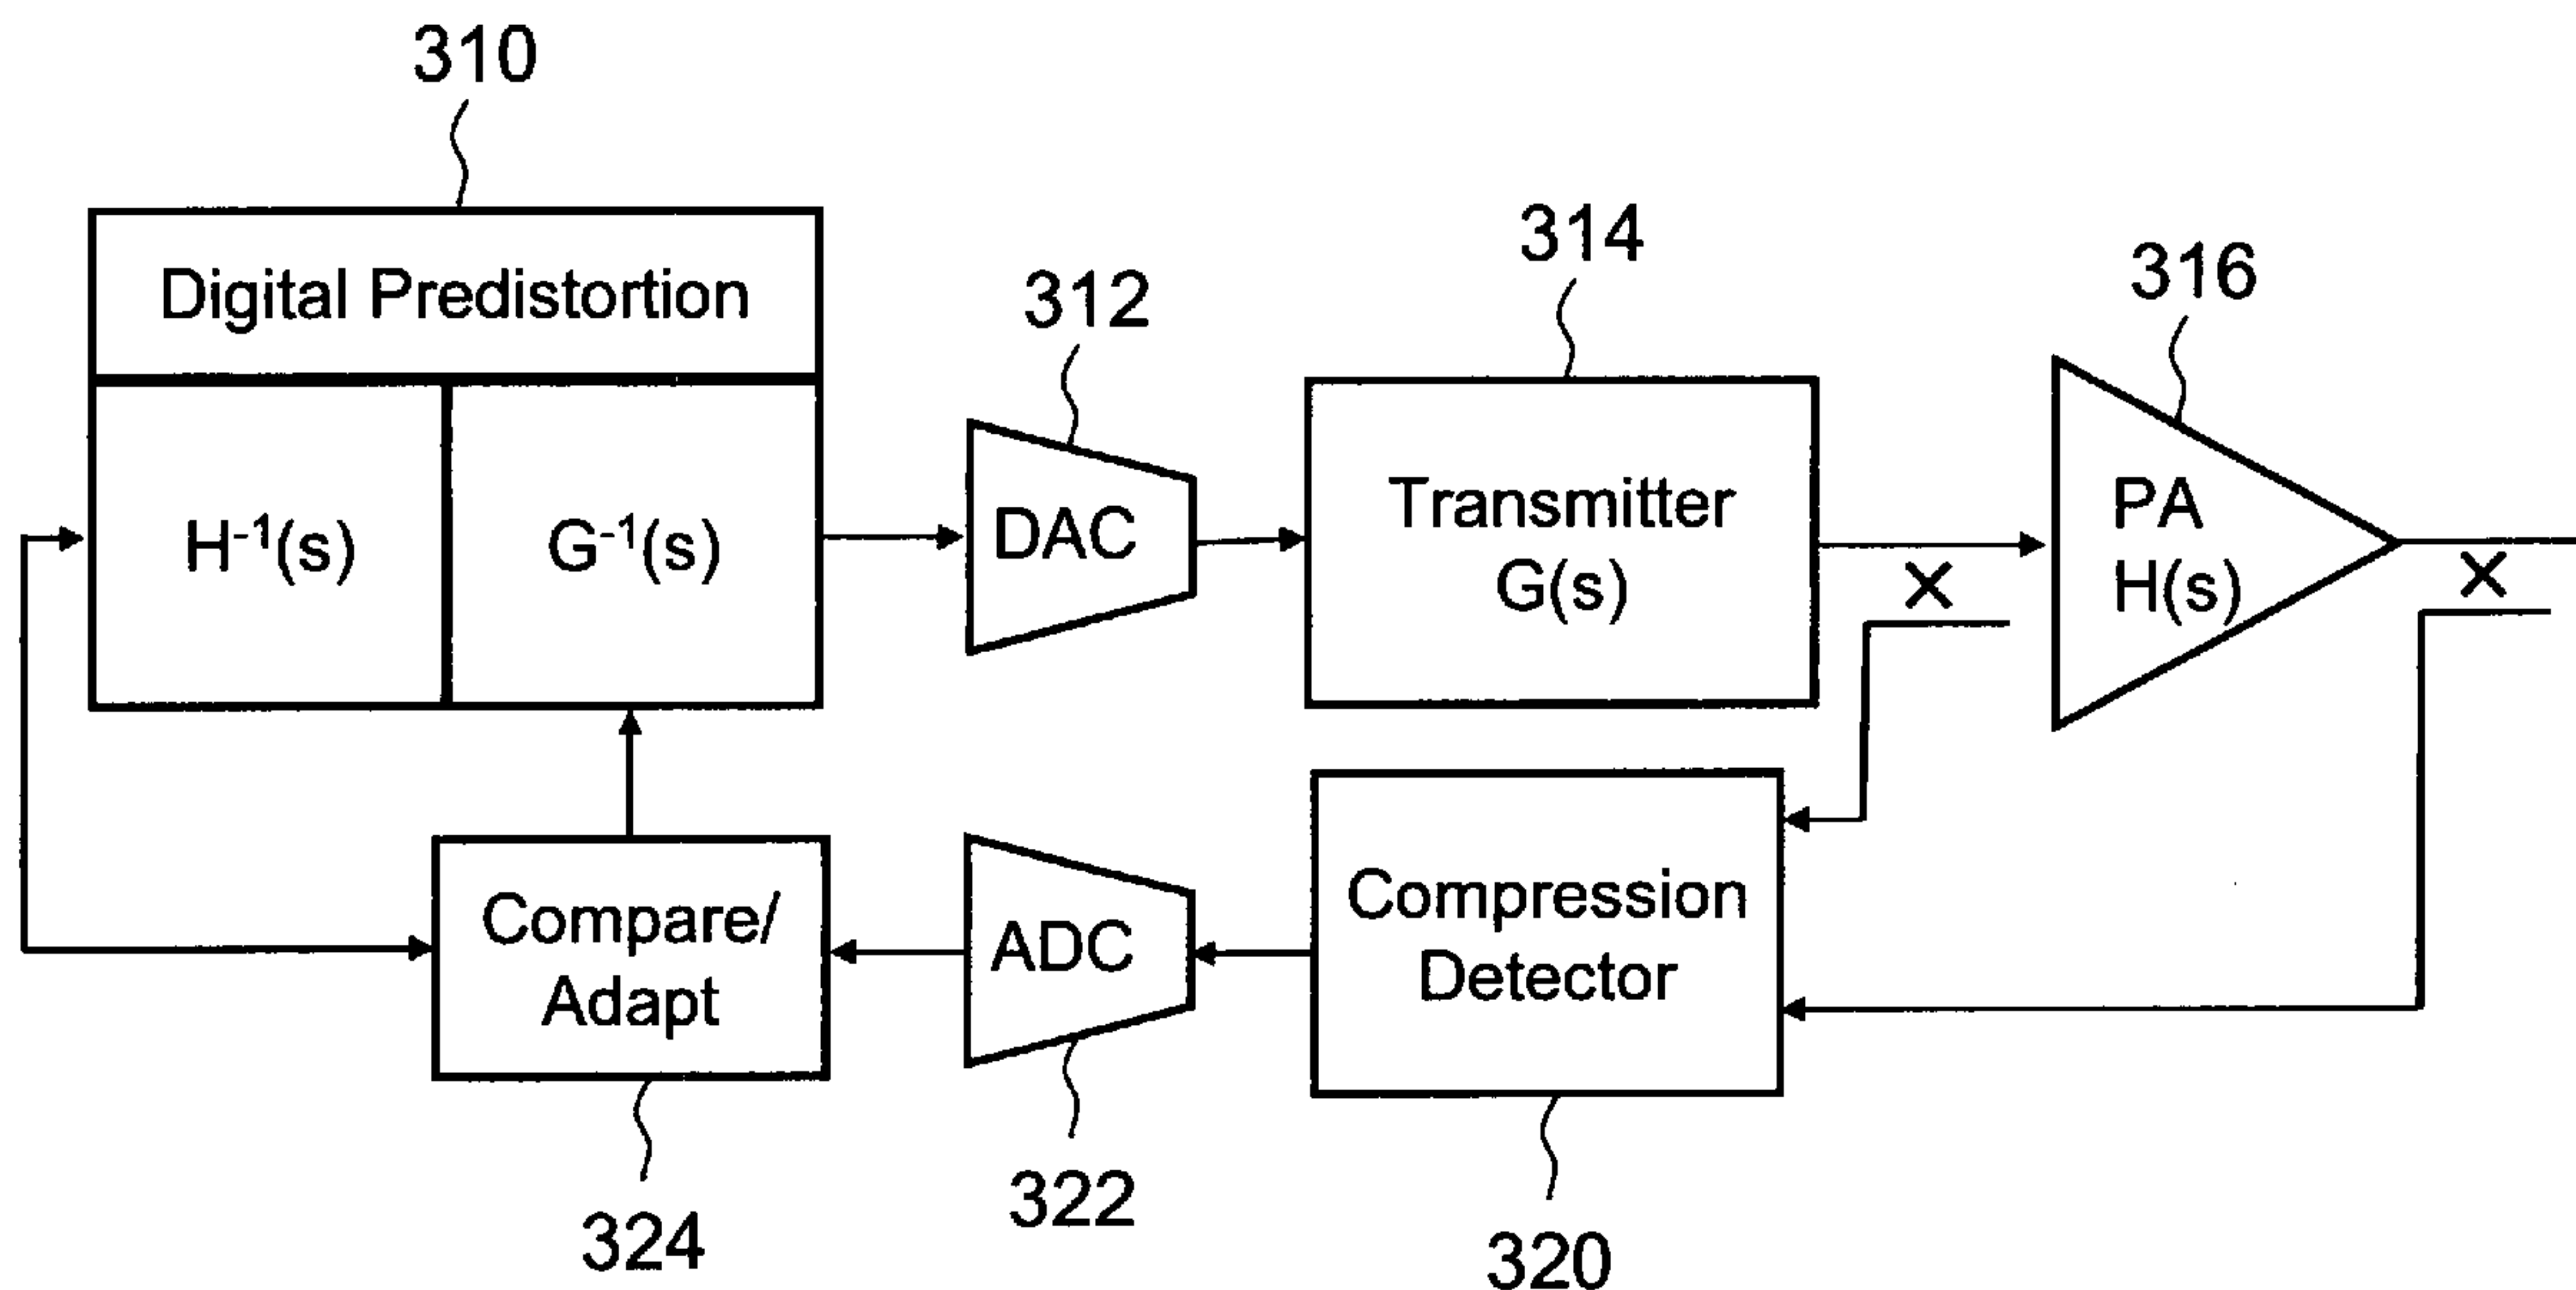 310
Digital Predistortion
H-1(s)
G-1(s)
312
DAC
314
Transmitter
G(s)
316
PA
H(s)
Compare/
Adapt
324
ADC
322
Compression
Detector
320